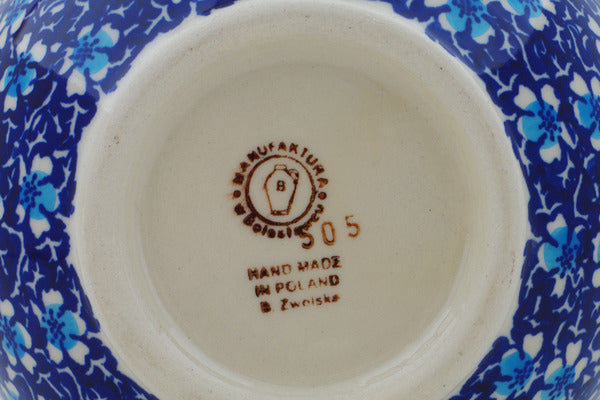 MANUFAKTURA
B
505
HAND MADE
IN POLAND
B. Zwolska